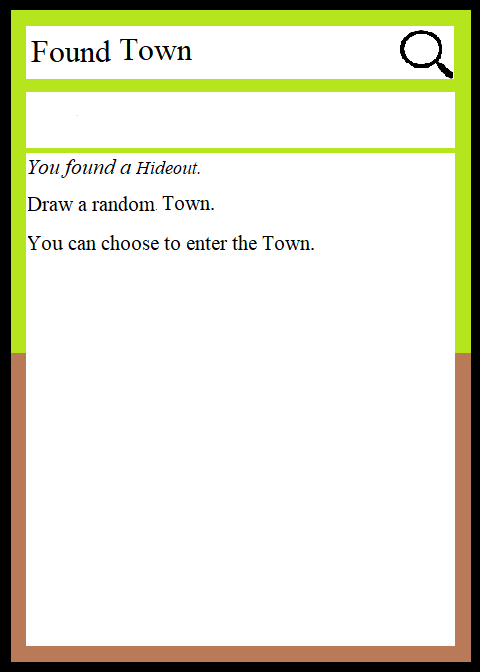 Found Town
You found a Hideout.
Draw a random Town.
You can choose to enter the Town.